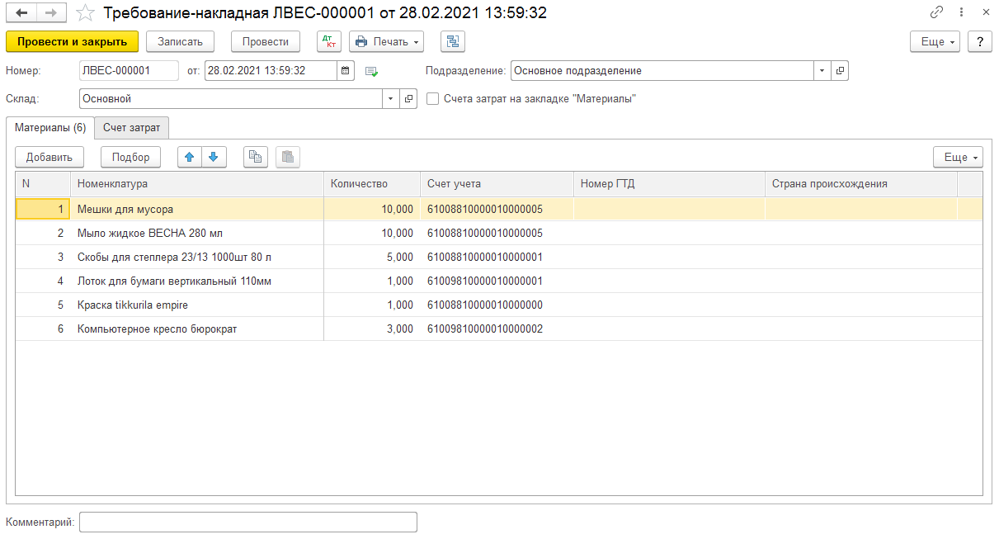 Требование-накладная ЛВЕС-000001 от 28.02.2021 13:59:32
Провести и закрыть Записать Провести Дт Кт Печать Еще ?
Номер: ЛВЕС-000001 от: 28.02.2021 13:59:32 Подразделение: Основное подразделение
Склад: Основной Счета затрат на закладке "Материалы"
Материалы (6) Счет затрат
Добавить Подбор Еще
N Номенклатура Количество Счет учета Номер ГТД Страна происхождения
1 Мешки для мусора 10,000 61008810000010000005
2 Мыло жидкое ВЕСНА 280 мл 10,000 61008810000010000005
3 Скобы для степлера 23/13 1000шт 80 л 5,000 61008810000010000001
4 Лоток для бумаги вертикальный 110мм 1,000 61009810000010000001
5 Краска tikkurila empire 1,000 61008810000010000000
6 Компьютерное кресло бюрократ 3,000 61009810000010000002
Комментарий: